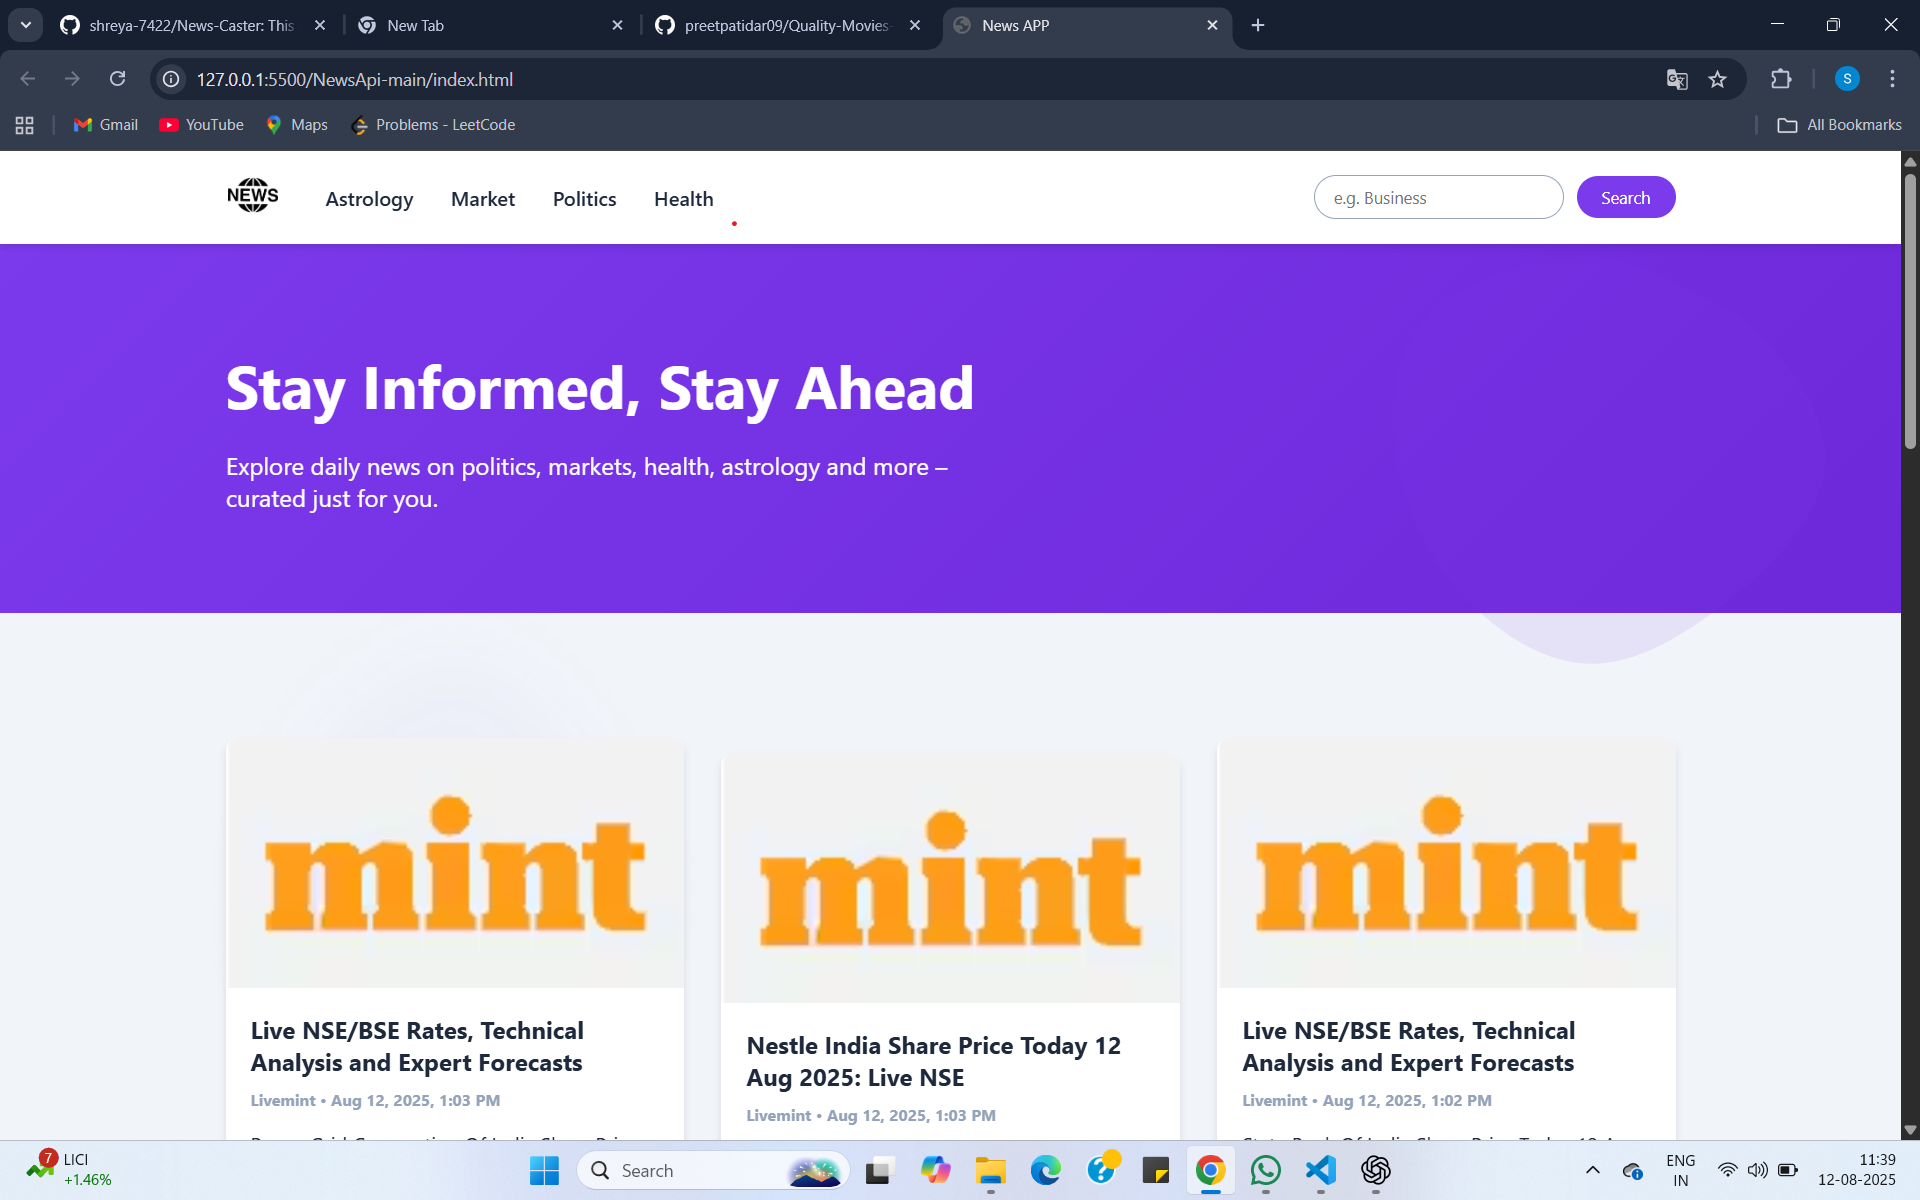 shreya-7422/News-Caster: This
New Tab
preetpatidar09/Quality-Movies-
News APP
127.0.0.1:5500/NewsApi-main/index.html
S
Gmail
YouTube
Maps
Problems - LeetCode
All Bookmarks
NEWS
Astrology
Market
Politics
Health
e.g. Business
Search
Stay Informed, Stay Ahead
Explore daily news on politics, markets, health, astrology and more –
curated just for you.
mint
mint
mint
Live NSE/BSE Rates, Technical
Analysis and Expert Forecasts
Livemint • Aug 12, 2025, 1:03 PM
Nestle India Share Price Today 12
Aug 2025: Live NSE
Livemint • Aug 12, 2025, 1:03 PM
Live NSE/BSE Rates, Technical
Analysis and Expert Forecasts
Livemint • Aug 12, 2025, 1:02 PM
7
LICI
+1.46%
Search
ENG
IN
11:39
12-08-2025